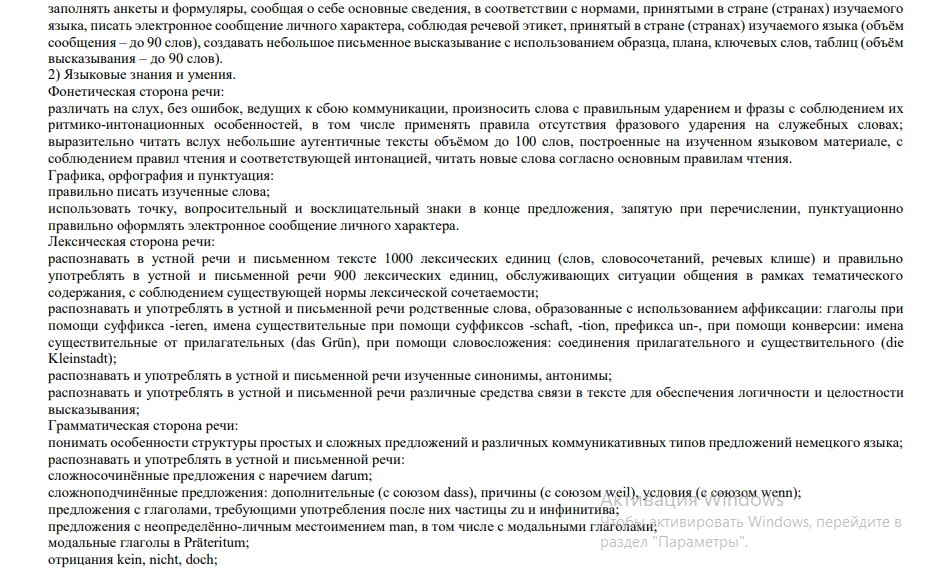 заполнять анкеты и формуляры, сообщая о себе основные сведения, в соответствии с нормами, принятыми в стране (странах) изучаемого
языка, писать электронное сообщение личного характера, соблюдая речевой этикет, принятый в стране (странах) изучаемого языка (объём
сообщения – до 90 слов), создавать небольшое письменное высказывание с использованием образца, плана, ключевых слов, таблиц (объём
высказывания – до 90 слов).
2) Языковые знания и умения.
Фонетическая сторона речи:
различать на слух, без ошибок, ведущих к сбою коммуникации, произносить слова с правильным ударением и фразы с соблюдением их
ритмико-интонационных особенностей, в том числе применять правила отсутствия фразового ударения на служебных словах;
выразительно читать вслух небольшие аутентичные тексты объёмом до 100 слов, построенные на изученном языковом материале, с
соблюдением правил чтения и соответствующей интонацией, читать новые слова согласно основным правилам чтения.
Графика, орфография и пунктуация:
правильно писать изученные слова;
использовать точку, вопросительный и восклицательный знаки в конце предложения, запятую при перечислении, пунктуационно
правильно оформлять электронное сообщение личного характера.
Лексическая сторона речи:
распознавать в устной речи и письменном тексте 1000 лексических единиц (слов, словосочетаний, речевых клише) и правильно
употреблять в устной и письменной речи 900 лексических единиц, обслуживающих ситуации общения в рамках тематического
содержания, с соблюдением существующей нормы лексической сочетаемости;
распознавать и употреблять в устной и письменной речи родственные слова, образованные с использованием аффиксации: глаголы при
помощи суффикса -ieren, имена существительные при помощи суффиксов -schaft, -tion, префикса un-, при помощи конверсии: имена
существительные от прилагательных (das Grün), при помощи словосложения: соединения прилагательного и существительного (die
Kleinstadt);
распознавать и употреблять в устной и письменной речи изученные синонимы, антонимы;
распознавать и употреблять в устной и письменной речи различные средства связи в тексте для обеспечения логичности и целостности
высказывания;
Грамматическая сторона речи:
понимать особенности структуры простых и сложных предложений и различных коммуникативных типов предложений немецкого языка;
распознавать и употреблять в устной и письменной речи:
сложносочинённые предложения с наречием darum;
сложноподчинённые предложения: дополнительные (с союзом dass), причины (с союзом weil), условия (с союзом wenn);
предложения с глаголами, требующими употребления после них частицы zu и инфинитива;
предложения с неопределённо-личным местоимением man, в том числе с модальными глаголами;
модальные глаголы в Präteritum;
отрицания kein, nicht, doch;
Активация Windows
Чтобы активировать Windows, перейдите в
раздел "Параметры".